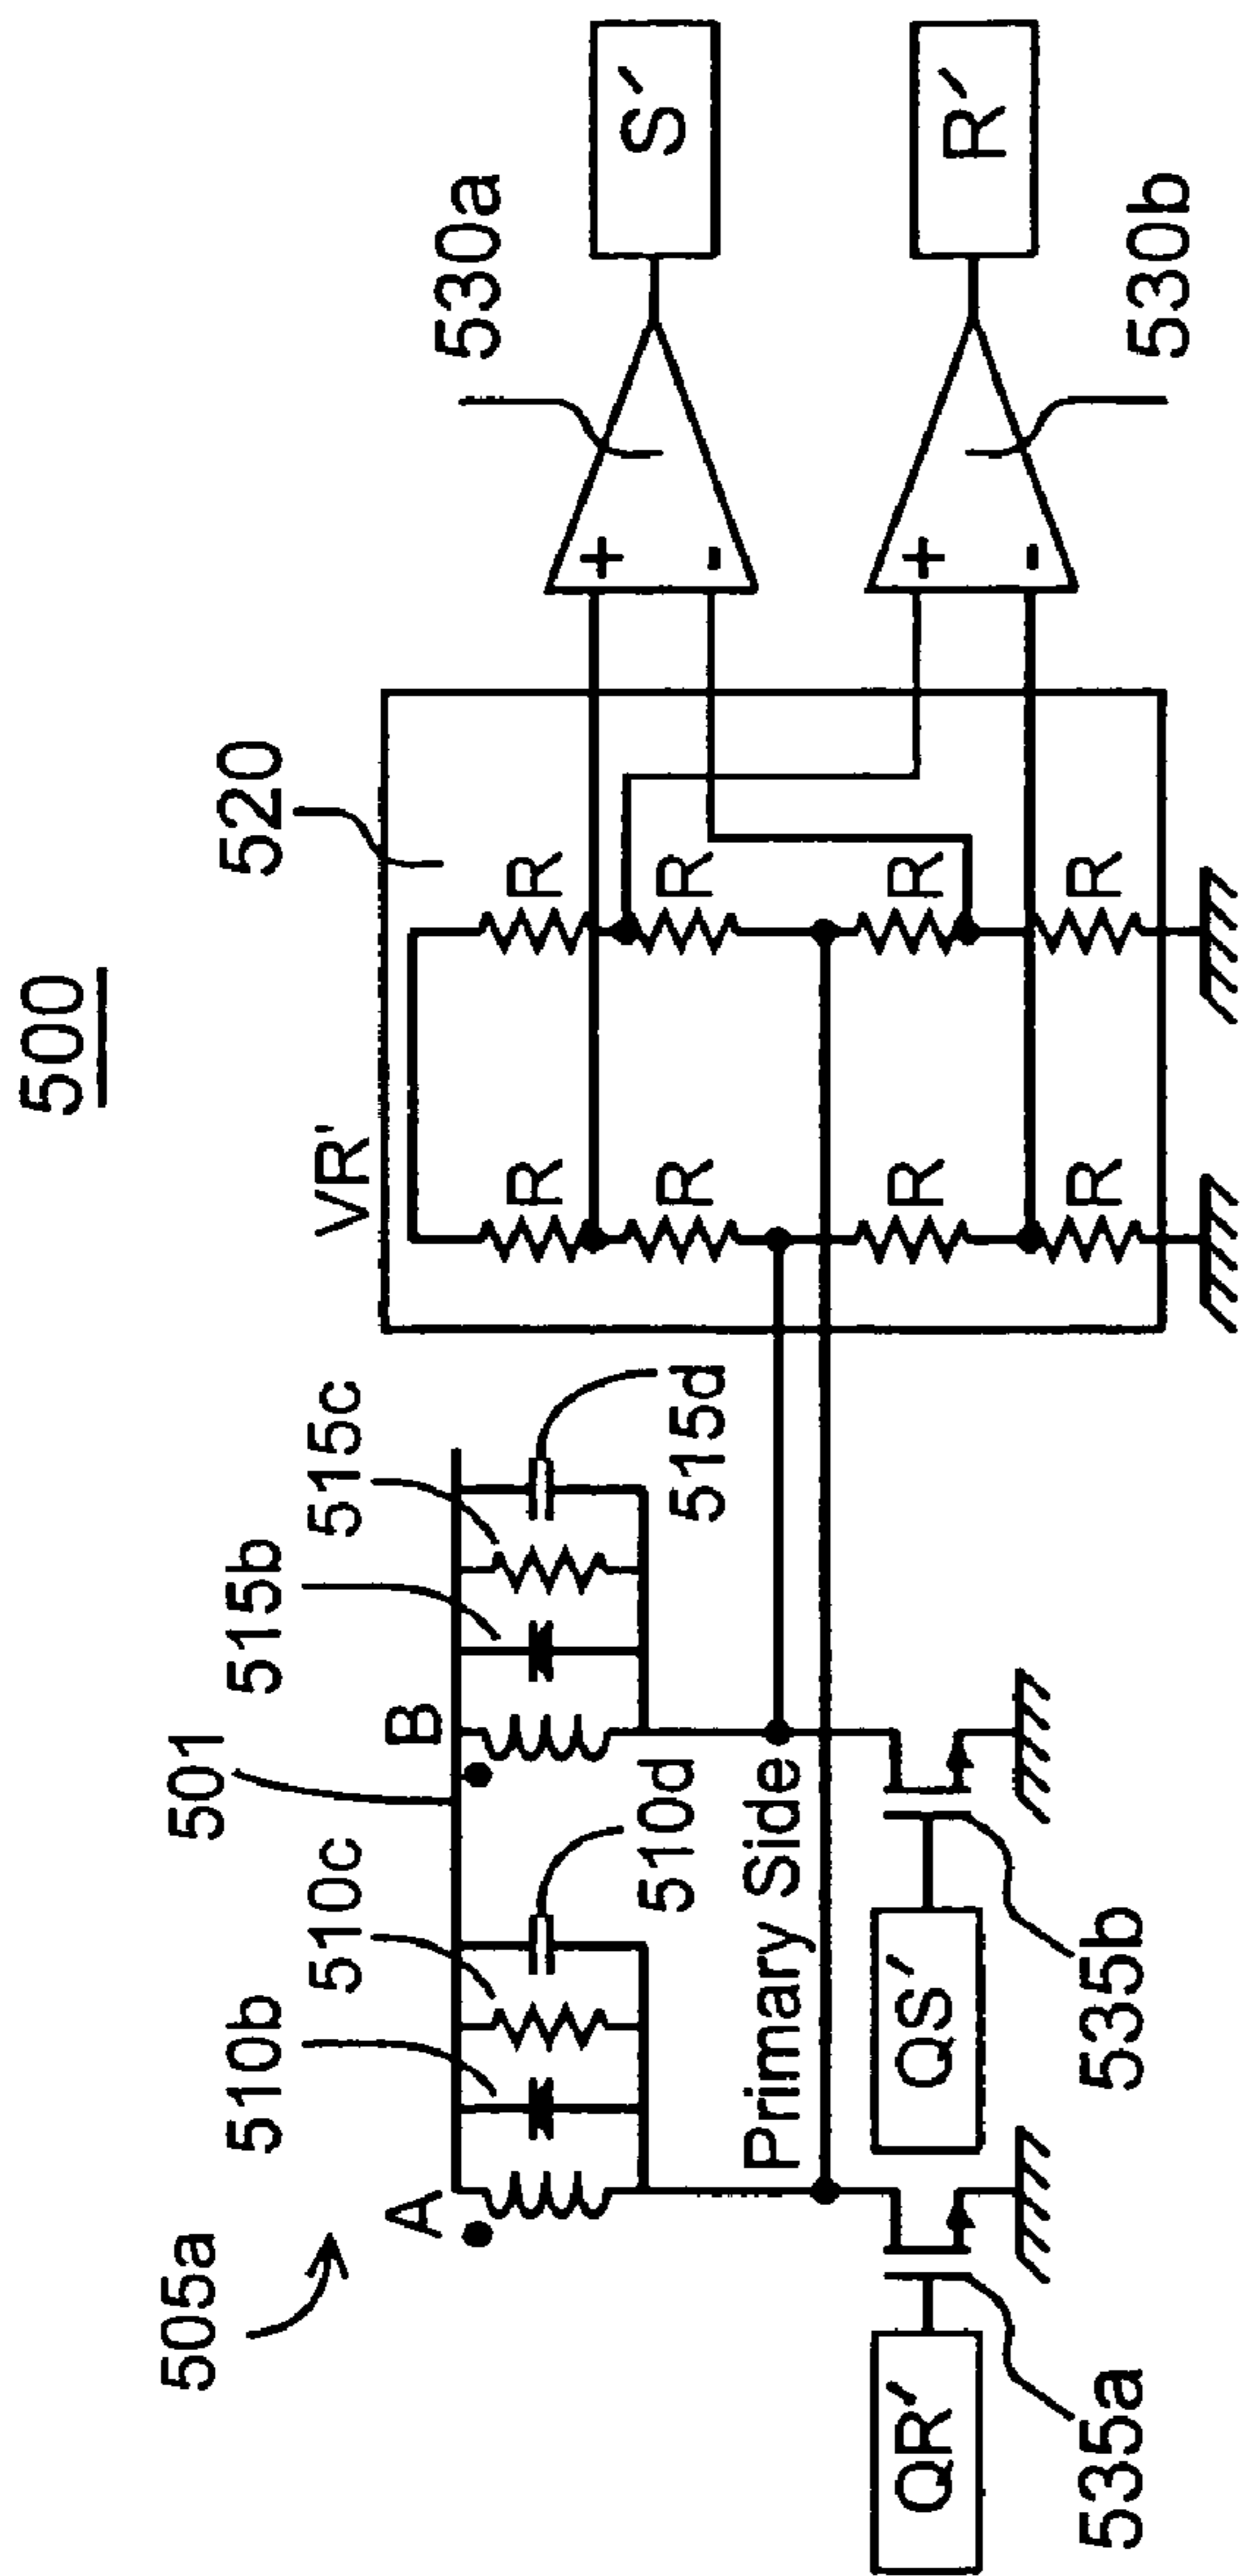 500
505a
A
510b
510c
510d
501
B
515b
515c
515d
Primary Side
QR'
535a
QS'
535b
VR'
520
R
R
R
R
R
R
R
R
+
-
530a
S'
+
-
530b
R'